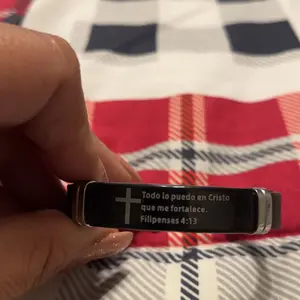 Todo lo puedo en Cristo
que me fortalece.
Filipenses 4:13